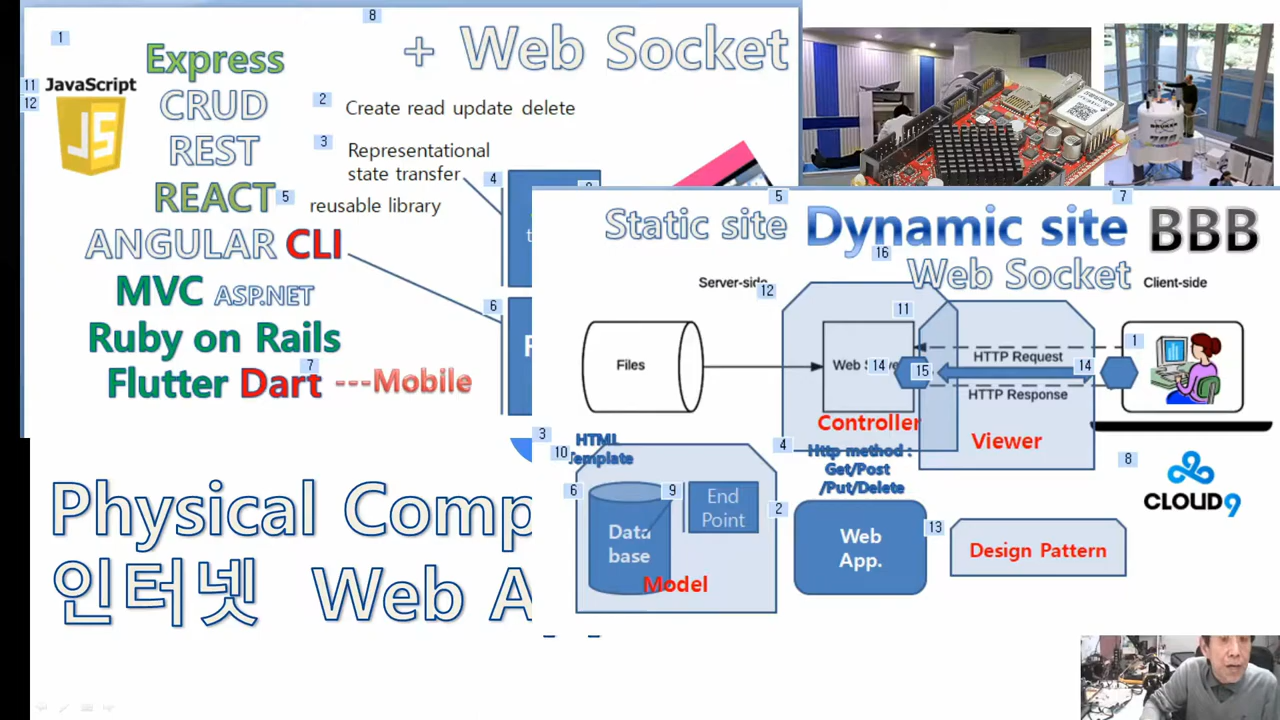 8
1
+ Web Socket
Express
11
JavaScript
12
JS
CRUD
2
Create read update delete
REST
3
Representational
state transfer
4
REACT
5
reusable library
ANGULAR CLI
6
MVC ASP.NET
Ruby on Rails
7
Flutter Dart ---Mobile
Physical Comp
인터넷 Web A
5
7
Static site Dynamic site BBB
16
Web Socket
Server-side
Client-side
12
11
1
HTTP Request
Files
Web S
14
15
14
HTTP Response
Controller
Viewer
3
HTML
Template
10
4
Http method :
Get/Post
/Put/Delete
8
CLOUD9
6
9
End
Point
2
Data
base
Model
Web
App.
13
Design Pattern